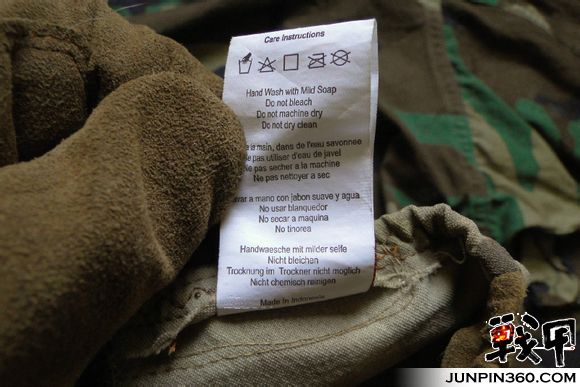 Care Instructions
Hand Wash with Mild Soap
Do not bleach
Do not machine dry
Do not dry clean
la main, dans de l'eau savonnee
Ne pas utiliser d'eau de javel
Ne pas secher a la machine
Ne pas nettoyer a sec
avar a mano con jabon suave y agua
No usar blanquedor
No secar a maquina
No tinorea
Handwaesche mit milder seife
Nicht bleichen
Trocknung im Trockner nicht moglich
Nicht chemisch reinigen
Made in Indonesia
戰甲
JUNPIN360.COM